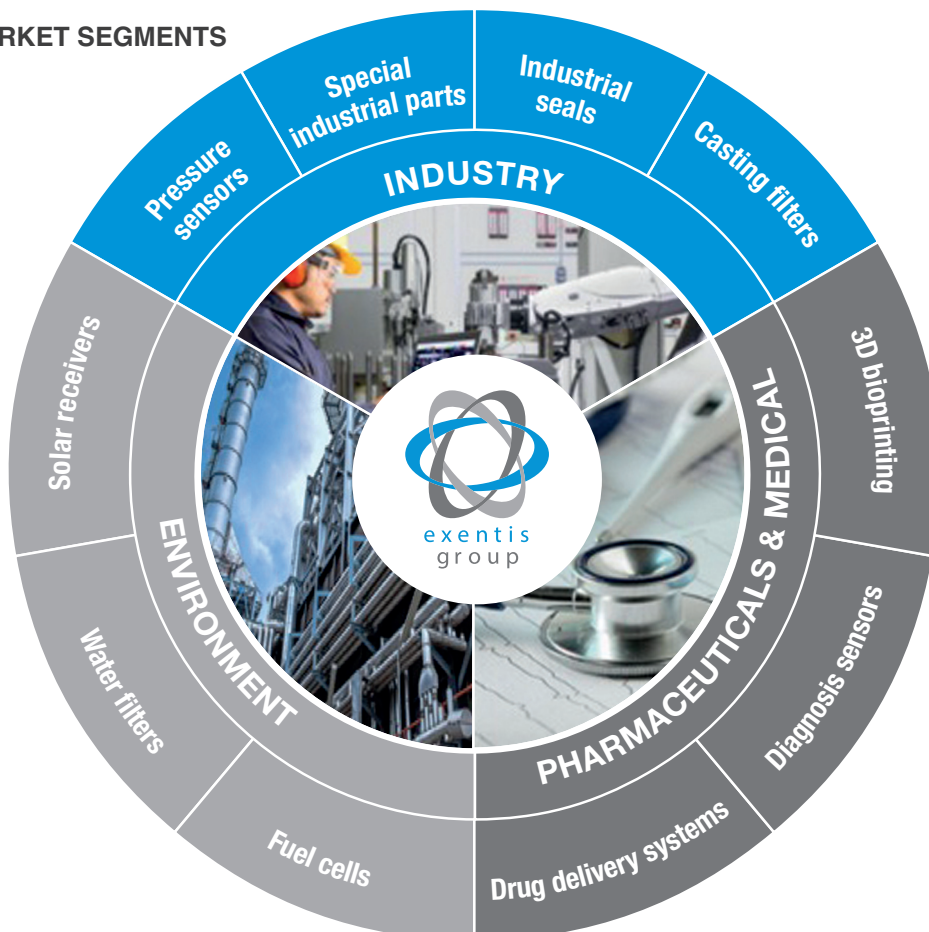 RKET SEGMENTS
Special
industrial parts
Industrial
seals
Pressure
sensors
Casting filters
INDUSTRY
Solar receivers
3D bioprinting
ENVIRONMENT
exentis
group
PHARMACEUTICALS & MEDICAL
Water filters
Diagnosis sensors
Fuel cells
Drug delivery systems